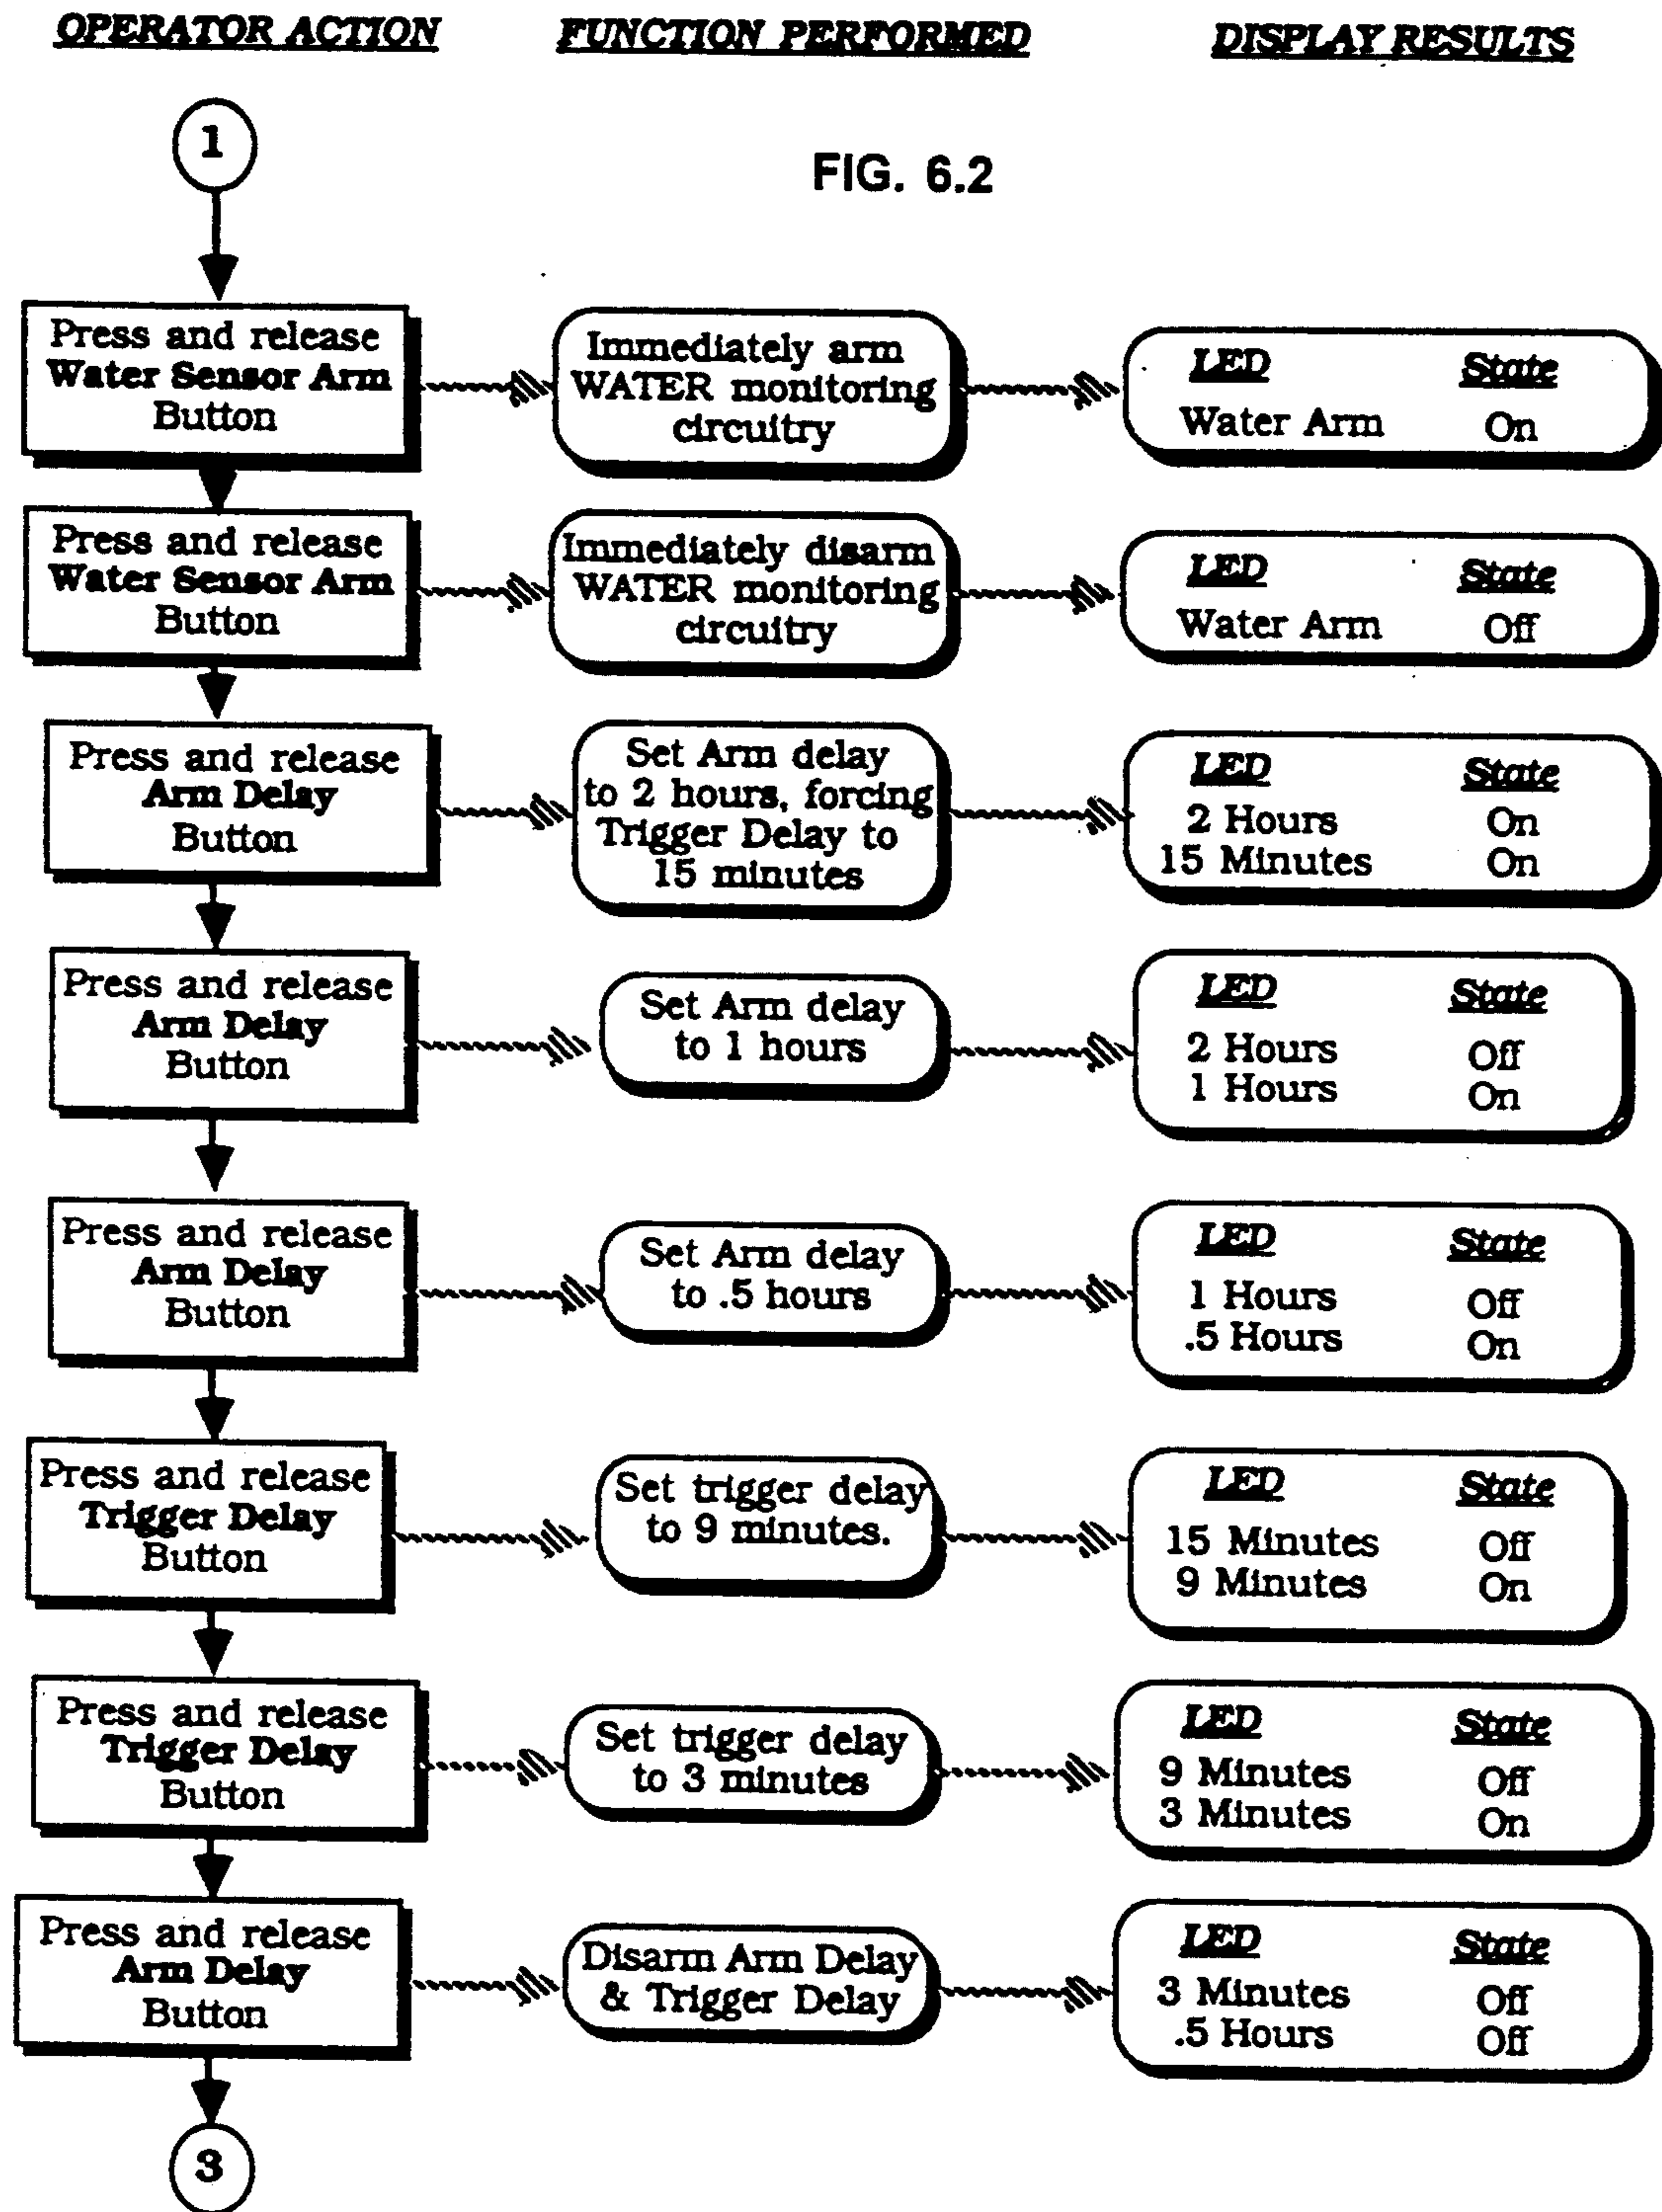 OPERATOR ACTION
FUNCTION PERFORMED
DISPLAY RESULTS
1
FIG. 6.2
Press and release
Water Sensor Arm
Button
Immediately arm
WATER monitoring
circuitry
LED State
Water Arm On
Press and release
Water Sensor Arm
Button
Immediately disarm
WATER monitoring
circuitry
LED State
Water Arm Off
Press and release
Arm Delay
Button
Set Arm delay
to 2 hours, forcing
Trigger Delay to
15 minutes
LED State
2 Hours On
15 Minutes On
Press and release
Arm Delay
Button
Set Arm delay
to 1 hours
LED State
2 Hours Off
1 Hours On
Press and release
Arm Delay
Button
Set Arm delay
to .5 hours
LED State
1 Hours Off
.5 Hours On
Press and release
Trigger Delay
Button
Set trigger delay
to 9 minutes.
LED State
15 Minutes Off
9 Minutes On
Press and release
Trigger Delay
Button
Set trigger delay
to 3 minutes
LED State
9 Minutes Off
3 Minutes On
Press and release
Arm Delay
Button
Disarm Arm Delay
& Trigger Delay
LED State
3 Minutes Off
.5 Hours Off
3